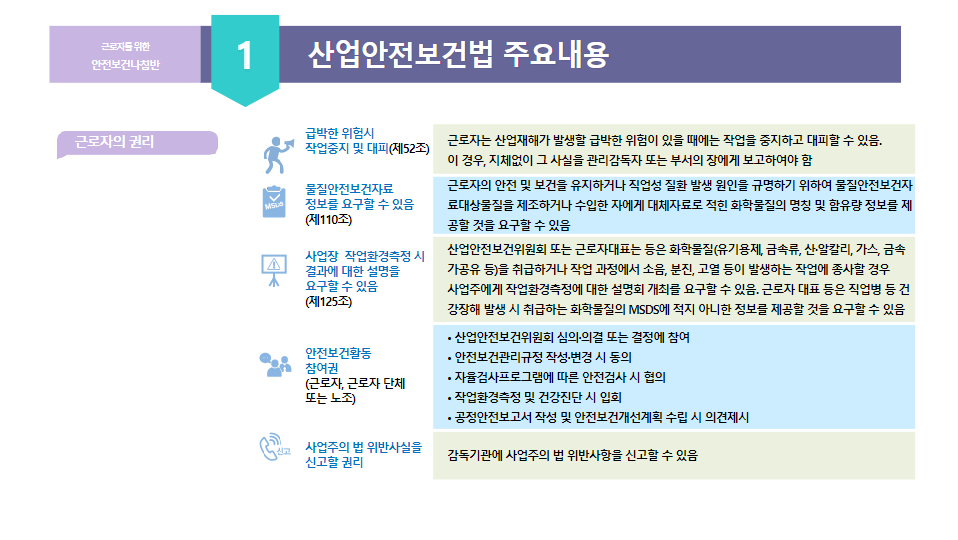 근로자를 위한
안전보건나침반
1
산업안전보건법 주요내용
근로자의 권리
급박한 위험시
작업중지 및 대피(제52조)
근로자는 산업재해가 발생할 급박한 위험이 있을 때에는 작업을 중지하고 대피할 수 있음.
이 경우, 지체없이 그 사실을 관리감독자 또는 부서의 장에게 보고하여야 함
MSDS
물질안전보건자료
정보를 요구할 수 있음
(제110조)
근로자의 안전 및 보건을 유지하거나 직업성 질환 발생 원인을 규명하기 위하여 물질안전보건자
료대상물질을 제조하거나 수입한 자에게 대체자료로 적힌 화학물질의 명칭 및 함유량 정보를 제
공할 것을 요구할 수 있음
사업장 작업환경측정 시
결과에 대한 설명을
요구할 수 있음
(제125조)
산업안전보건위원회 또는 근로자대표는 등은 화학물질(유기용제, 금속류, 산·알칼리, 가스, 금속
가공유 등)을 취급하거나 작업 과정에서 소음, 분진, 고열 등이 발생하는 작업에 종사할 경우
사업주에게 작업환경측정에 대한 설명회 개최를 요구할 수 있음. 근로자 대표 등은 직업병 등 건
강장해 발생 시 취급하는 화학물질의 MSDS에 적지 아니한 정보를 제공할 것을 요구할 수 있음
안전보건활동
참여권
(근로자, 근로자 단체
또는 노조)
• 산업안전보건위원회 심의·의결 또는 결정에 참여
• 안전보건관리규정 작성·변경 시 동의
• 자율검사프로그램에 따른 안전검사 시 협의
• 작업환경측정 및 건강진단 시 입회
• 공정안전보고서 작성 및 안전보건개선계획 수립 시 의견제시
신고
사업주의 법 위반사실을
신고할 권리
감독기관에 사업주의 법 위반사항을 신고할 수 있음